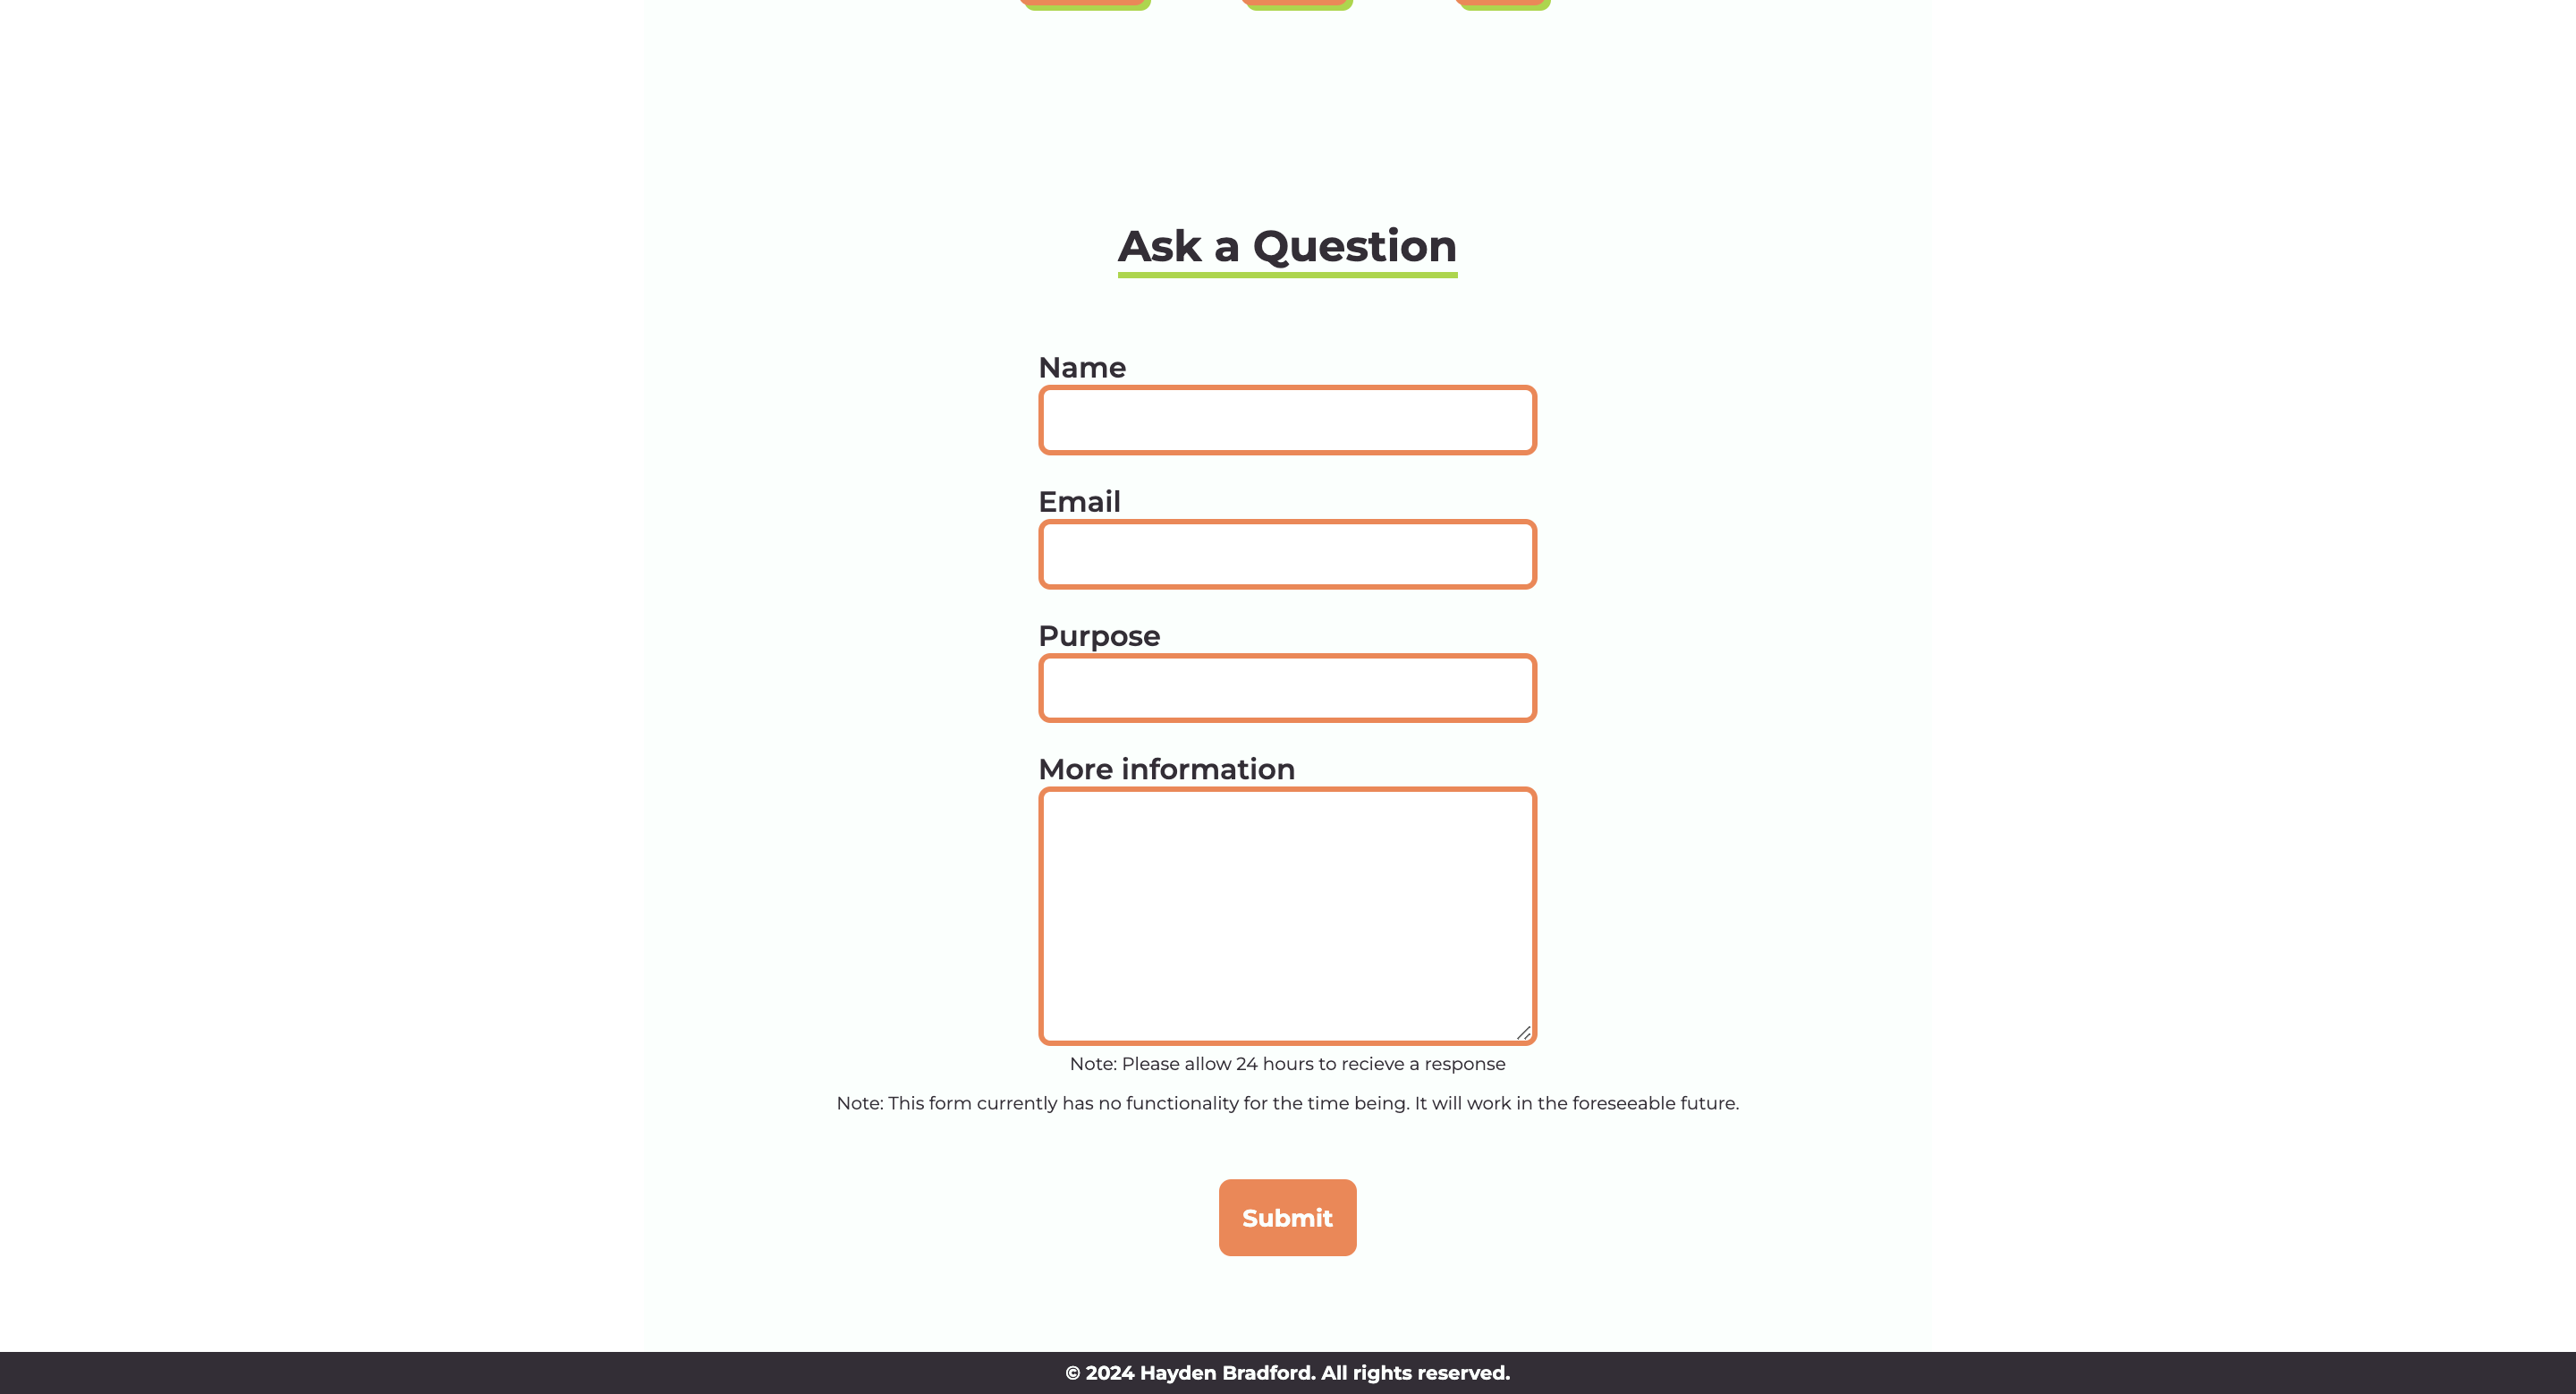 Ask a Question
Name
Email
Purpose
More information
Note: Please allow 24 hours to recieve a response
Note: This form currently has no functionality for the time being. It will work in the foreseeable future.
Submit
© 2024 Hayden Bradford. All rights reserved.